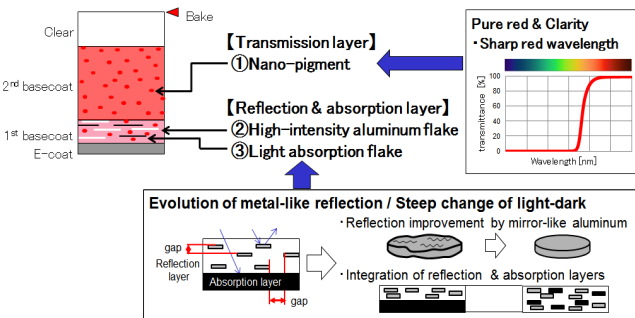 Bake
Clear
2nd basecoat
1st basecoat
E-coat
【Transmission layer】
①Nano-pigment
【Reflection & absorption layer】
②High-intensity aluminum flake
③Light absorption flake
Pure red & Clarity
・Sharp red wavelength
transmittance [%]
100
80
60
40
20
0
Wavelength [nm]
Evolution of metal-like reflection / Steep change of light-dark
gap
Reflection
layer
Absorption layer
gap
・Reflection improvement by mirror-like aluminum
・Integration of reflection & absorption layers